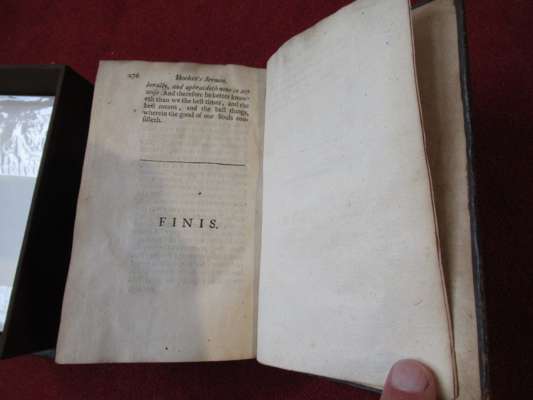 276 Hooker's Sermon.
berally, and upbraideth none in any
wise. And therefore he better know-
eth than we the best times, and the
best means, and the best things,
wherein the good of our Souls con-
sisteth.
FINIS.